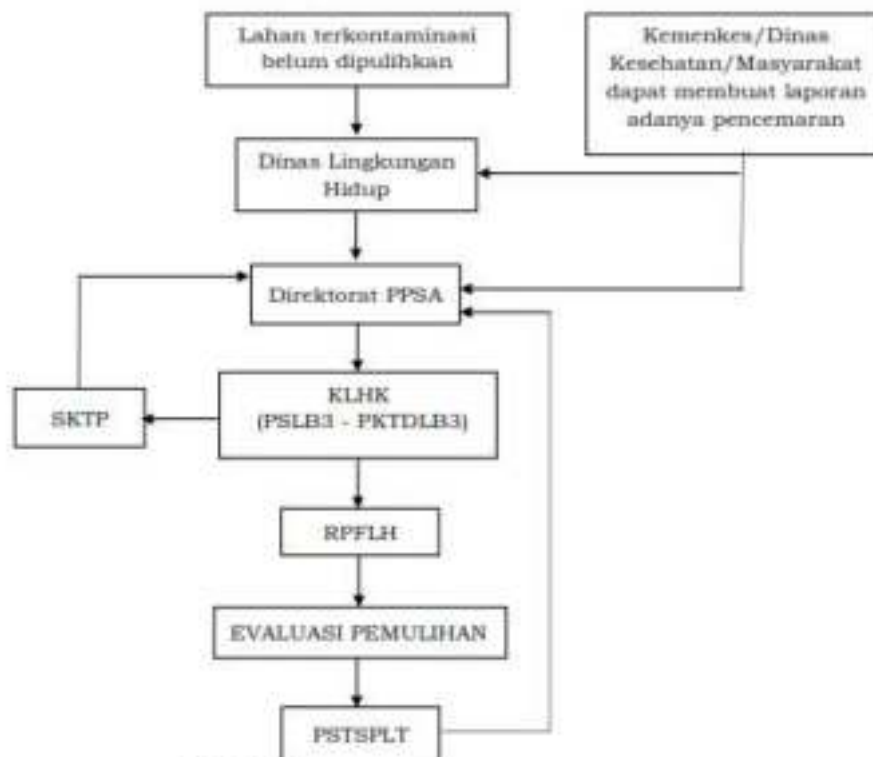 Lahan terkontaminasi
belum dipulihkan
Kemenkes/Dinas
Kesehatan/Masyarakat
dapat membuat laporan
adanya pencemaran
Dinas Lingkungan
Hidup
Direktorat PPSA
KLHK
(PSLB3 - PKTDLB3)
SKTP
RPFLH
EVALUASI PEMULIHAN
PSTSPLT